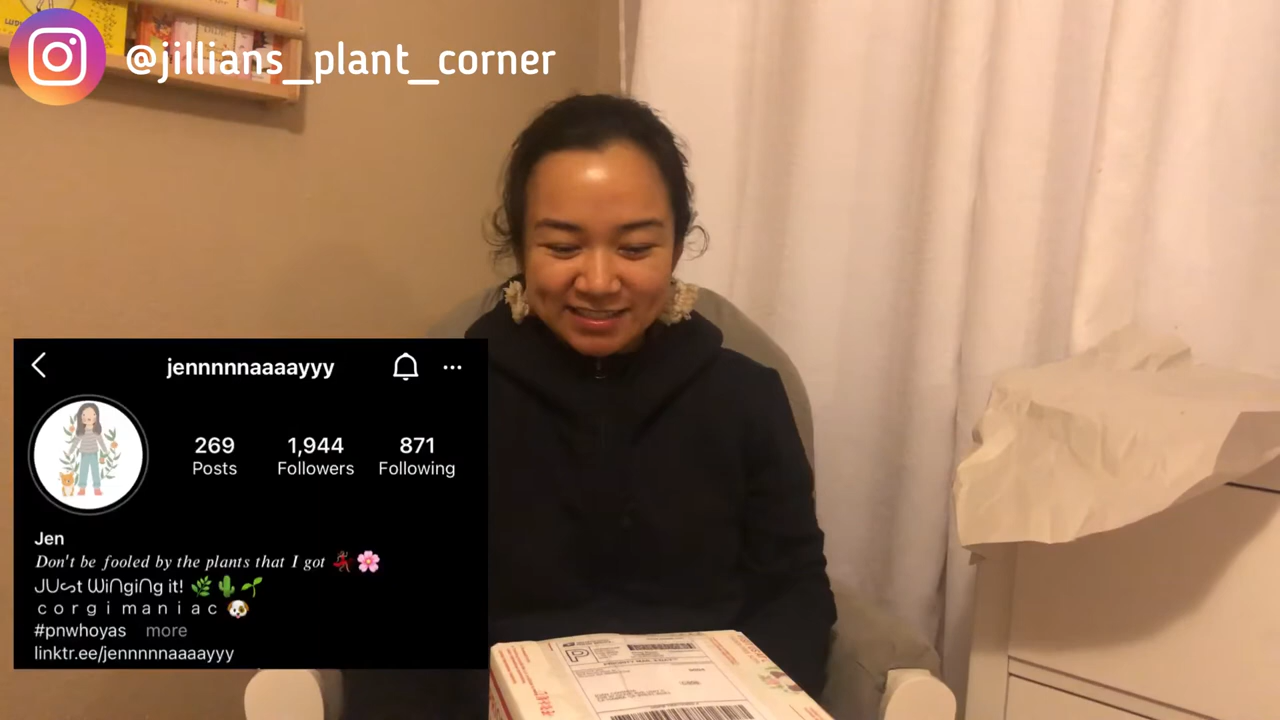 @jillians_plant_corner
jennnnnaaaayyy
269 1,944 871
Posts Followers Following
Jen
Don't be fooled by the plants that I got 💃🌸
JUSt WiNgiNg it! 🌿🌵🌱
corgimaniac 🐶
#pnwhoyas more
linktr.ee/jennnnnaaaayyy
P